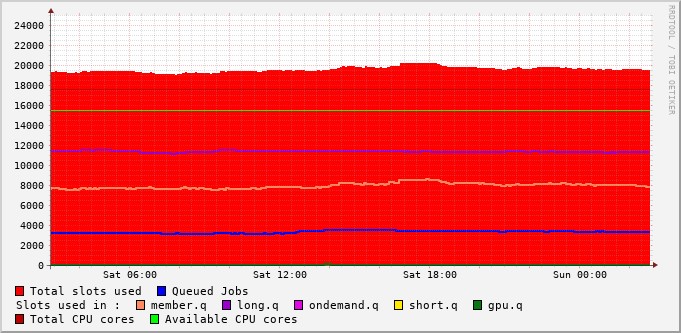 RRDTOOL / TOBI OETIKER
24000
22000
20000
18000
16000
14000
12000
10000
8000
6000
4000
2000
0
Sat 06:00 Sat 12:00 Sat 18:00 Sun 00:00
Total slots used Queued Jobs
Slots used in : member.q long.q ondemand.q short.q gpu.q
Total CPU cores Available CPU cores